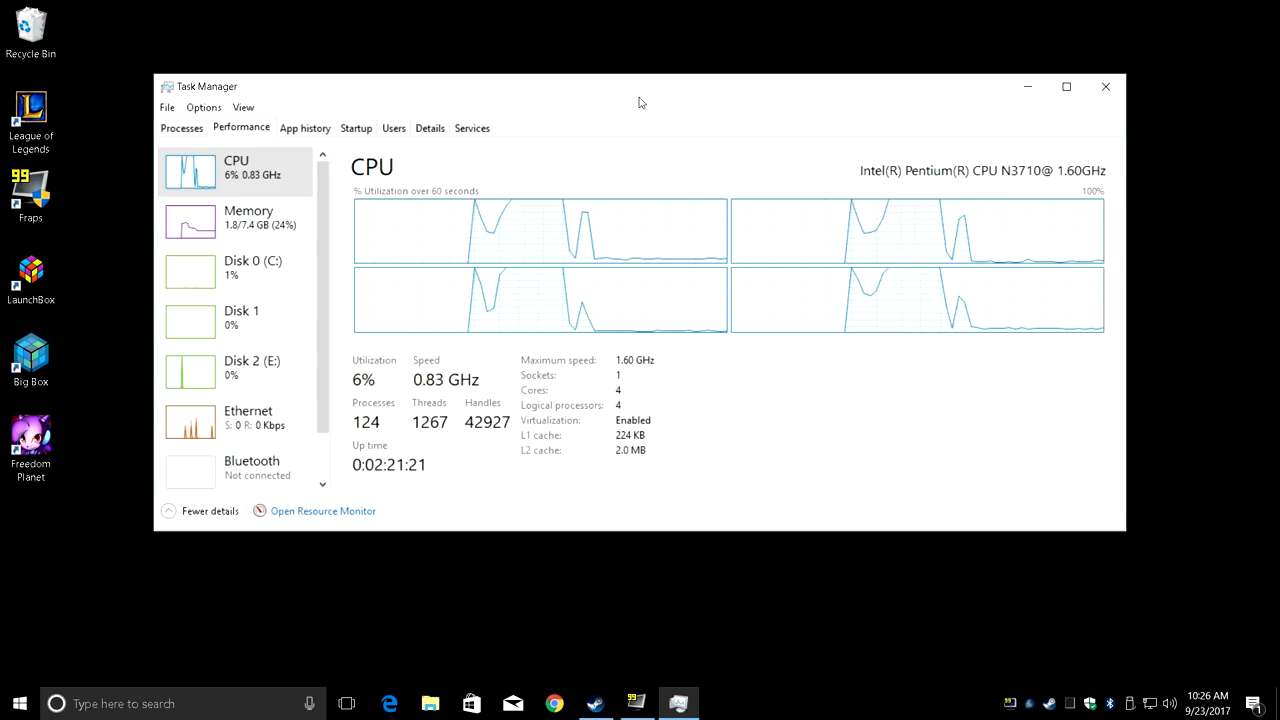 Recycle Bin
League of
Legends
99
Fraps
LaunchBox
Big Box
Freedom
Planet
Task Manager
File Options View
Processes Performance App history Startup Users Details Services
CPU
6% 0.83 GHz
Memory
1.8/7.4 GB (24%)
Disk 0 (C:)
1%
Disk 1
0%
Disk 2 (E:)
0%
Ethernet
S: 0 R: 0 Kbps
Bluetooth
Not connected
CPU
Intel(R) Pentium(R) CPU N3710@ 1.60GHz
% Utilization over 60 seconds 100%
Utilization Speed
6% 0.83 GHz
Processes Threads Handles
124 1267 42927
Up time
0:02:21:21
Maximum speed: 1.60 GHz
Sockets: 1
Cores: 4
Logical processors: 4
Virtualization: Enabled
L1 cache: 224 KB
L2 cache: 2.0 MB
Fewer details Open Resource Monitor
Type here to search
99
99
10:26 AM
9/23/2017
1